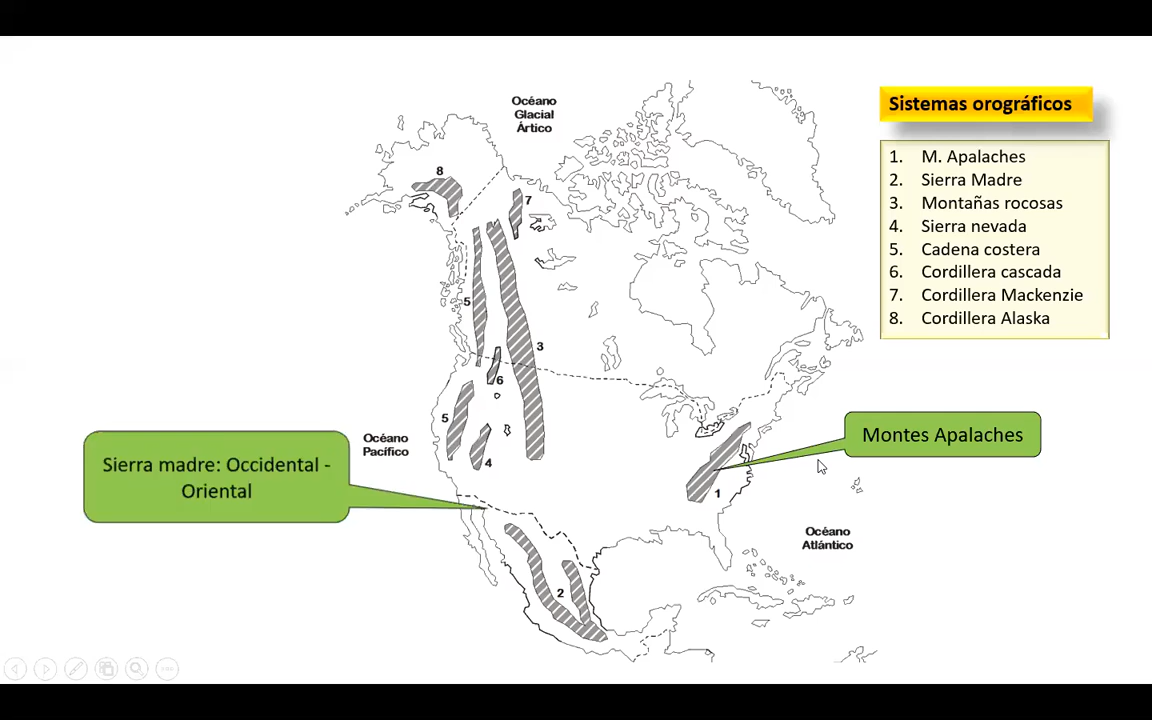 Océano
Glacial
Ártico
Sistemas orográficos
1. M. Apalaches
2. Sierra Madre
3. Montañas rocosas
4. Sierra nevada
5. Cadena costera
6. Cordillera cascada
7. Cordillera Mackenzie
8. Cordillera Alaska
8
7
5
3
6
5
4
Océano
Pacífico
Sierra madre: Occidental -
Oriental
Montes Apalaches
1
Océano
Atlántico
2